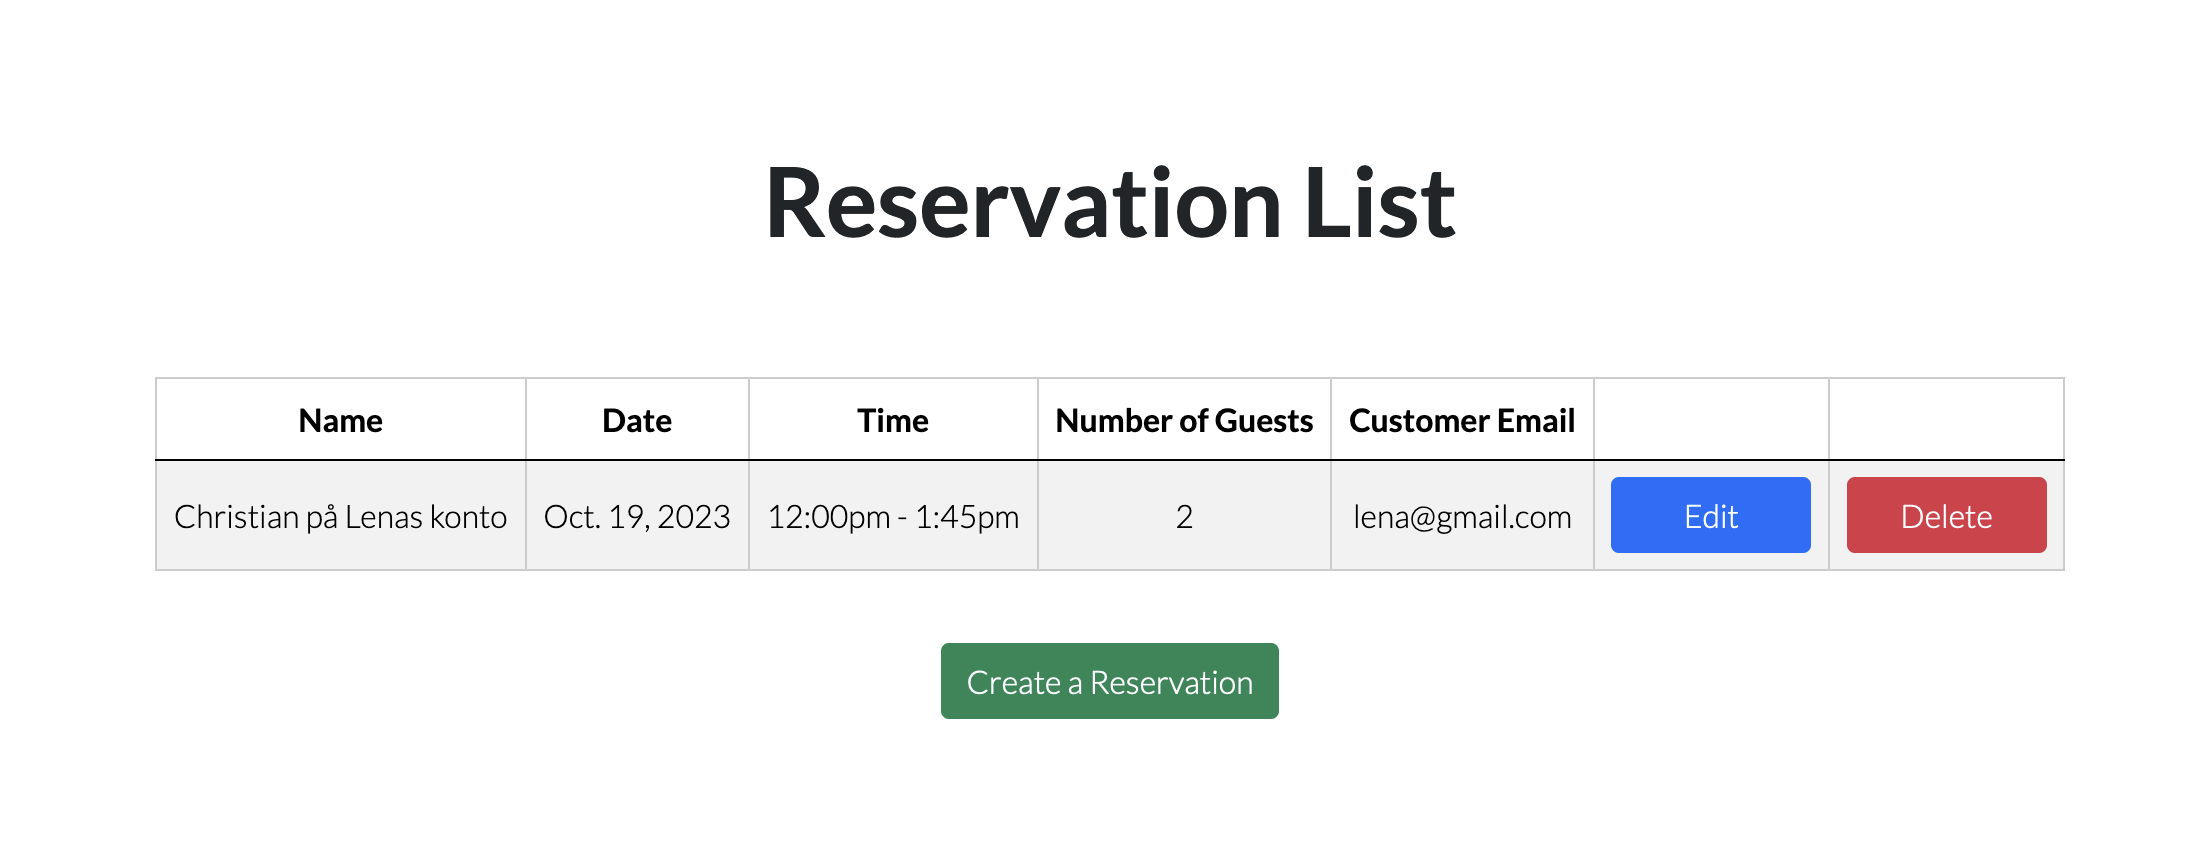 Reservation List
Name Date Time Number of Guests Customer Email
Christian på Lenas konto Oct. 19, 2023 12:00pm - 1:45pm 2 lena@gmail.com Edit Delete
Create a Reservation